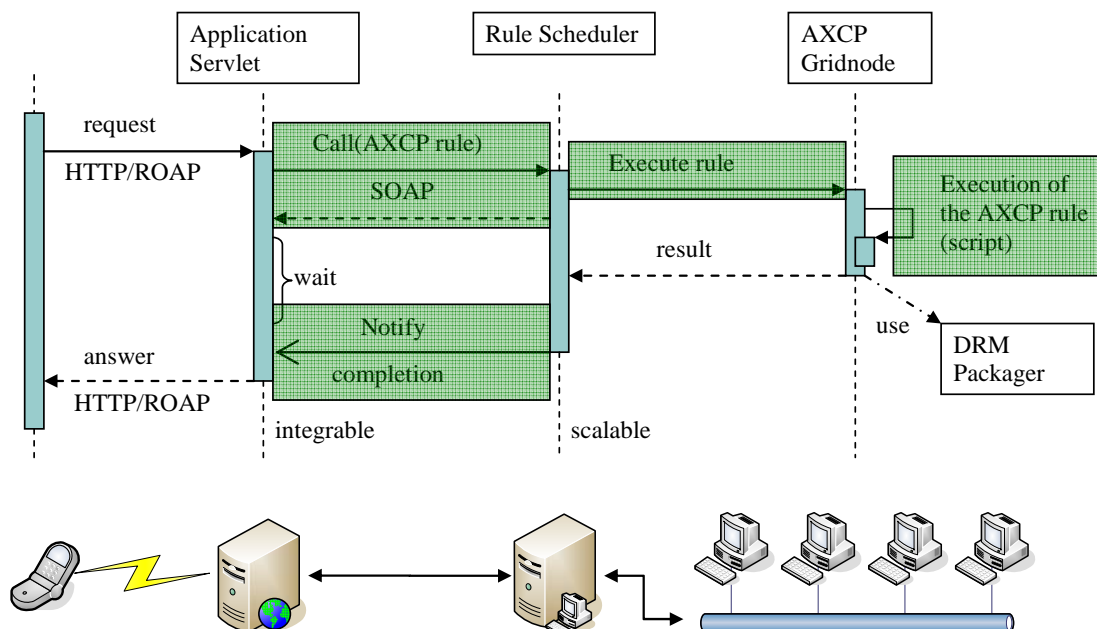 Application
Servlet
Rule Scheduler
AXCP
Gridnode
request
HTTP/ROAP
Call(AXCP rule)
SOAP
Execute rule
Execution of
the AXCP rule
(script)
result
wait
Notify
completion
use
DRM
Packager
answer
HTTP/ROAP
integrable
scalable